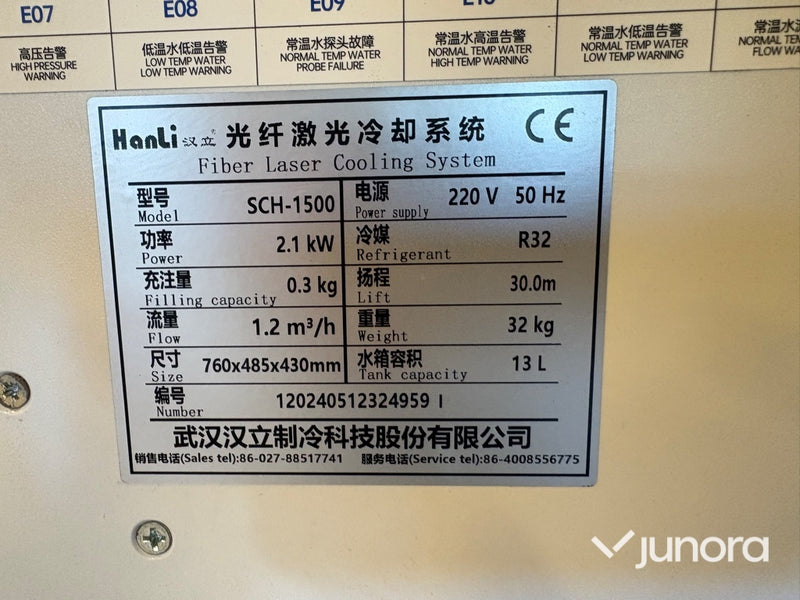 E07 E08 E09 E10
高压告警 低温水低温告警 常温水探头故障 常温水高温告警 常温水低温告警
HIGH PRESSURE LOW TEMP WATER NORMAL TEMP WATER NORMAL TEMP WATER NORMAL TEMP WATER FLOW WA
WARNING LOW TEMP WARNING PROBE FAILURE HIGH TEMP WARNING LOW TEMP WARNING
HanLi 汉立 光纤激光冷却系统 CE
Fiber Laser Cooling System
型号 SCH-1500 电源 220 V 50 Hz
Model Power supply
功率 2.1 kW 冷媒 R32
Power Refrigerant
充注量 0.3 kg 扬程 30.0m
Filling capacity Lift
流量 1.2 m³/h 重量 32 kg
Flow Weight
尺寸 760x485x430mm 水箱容积 13 L
Size Tank capacity
编号 120240512324959 I
Number
武汉汉立制冷科技股份有限公司
销售电话(Sales tel):86-027-88517741 服务电话(Service tel):86-4008556775
junora